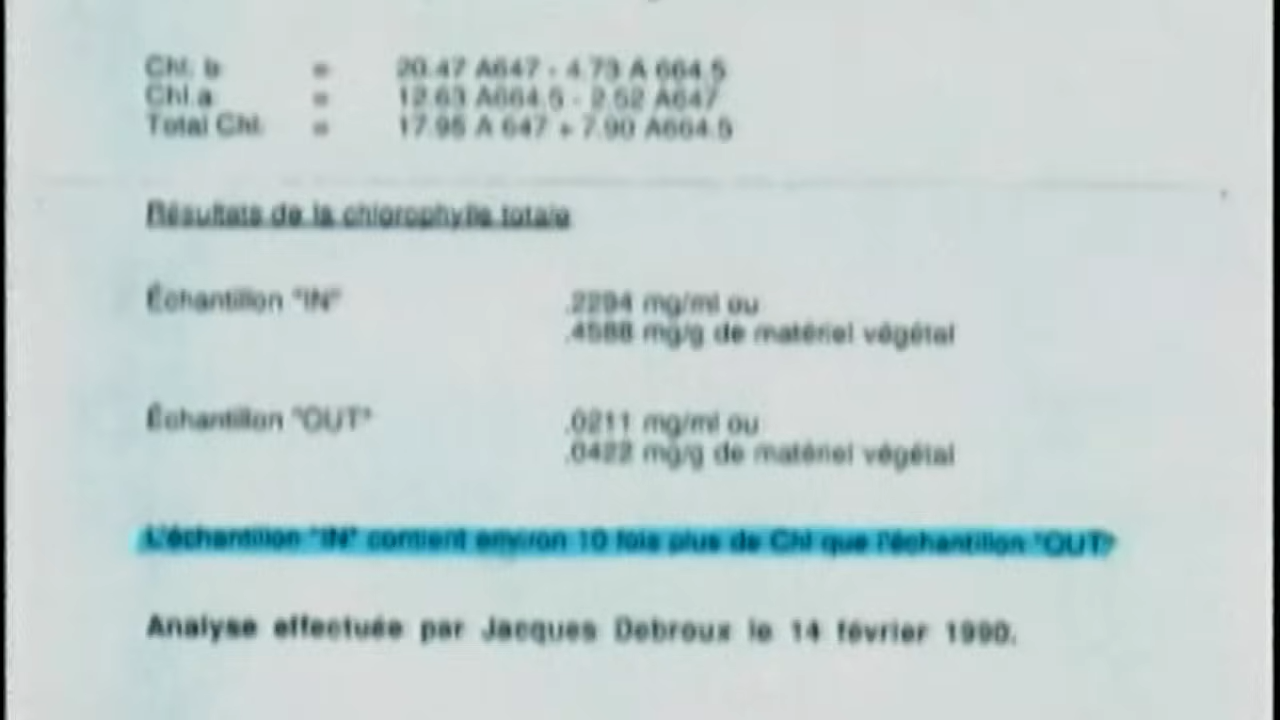 Chl. b = 20.47 A647 - 4.73 A 664.5
Chl.a = 12.63 A664.5 - 2.52 A647
Total Chl. = 17.95 A 647 + 7.90 A664.5
Résultats de la chlorophylle totale
Échantillon "IN" .2294 mg/ml ou
.4588 mg/g de matériel végétal
Échantillon "OUT" .0211 mg/ml ou
.0422 mg/g de matériel végétal
L'échantillon "IN" contient environ 10 fois plus de Chl que l'échantillon "OUT"
Analyse effectuée par Jacques Debroux le 14 février 1990.